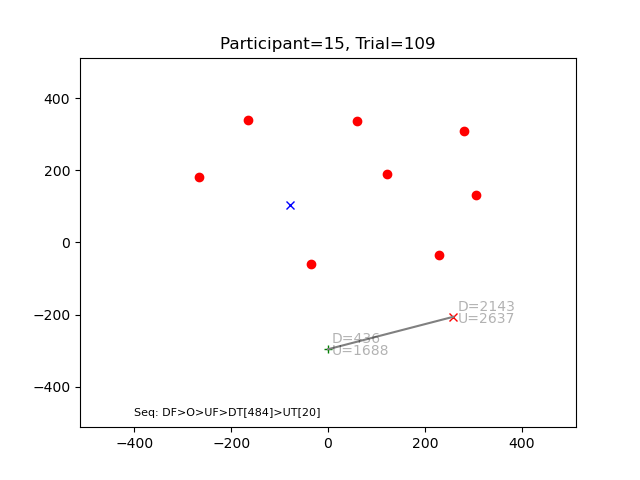 Participant=15, Trial=109
400
200
0
−200
−400
D=2143
U=2637
D=436
U=1688
Seq: DF>O>UF>DT[484]>UT[20]
−400
−200
0
200
400